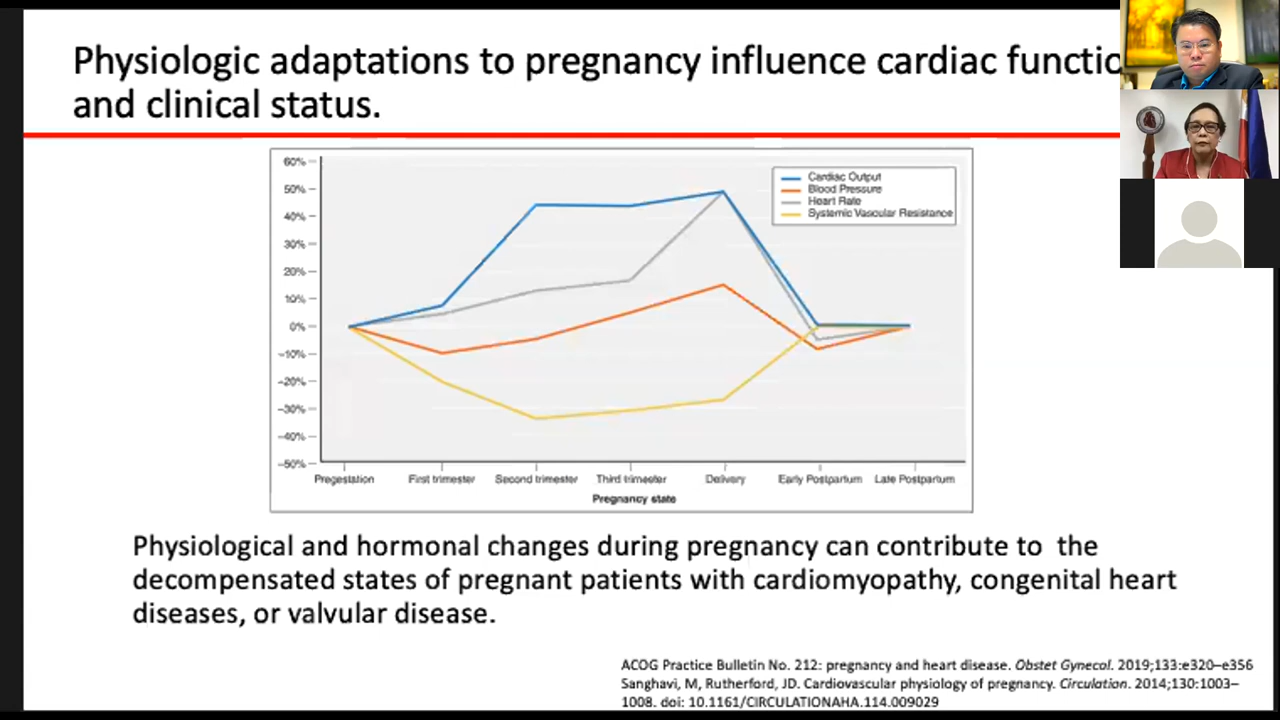 Physiologic adaptations to pregnancy influence cardiac functio
and clinical status.
60%
50%
40%
30%
20%
10%
0%
-10%
-20%
-30%
-40%
-50%
Cardiac Output
Blood Pressure
Heart Rate
Systemic Vascular Resistance
Pregestation
First trimester
Second trimester
Third trimester
Delivery
Early Postpartum
Late Postpartum
Pregnancy state
Physiological and hormonal changes during pregnancy can contribute to the
decompensated states of pregnant patients with cardiomyopathy, congenital heart
diseases, or valvular disease.
ACOG Practice Bulletin No. 212: pregnancy and heart disease. Obstet Gynecol. 2019;133:e320–e356
Sanghavi, M, Rutherford, JD. Cardiovascular physiology of pregnancy. Circulation. 2014;130:1003–
1008. doi: 10.1161/CIRCULATIONAHA.114.009029